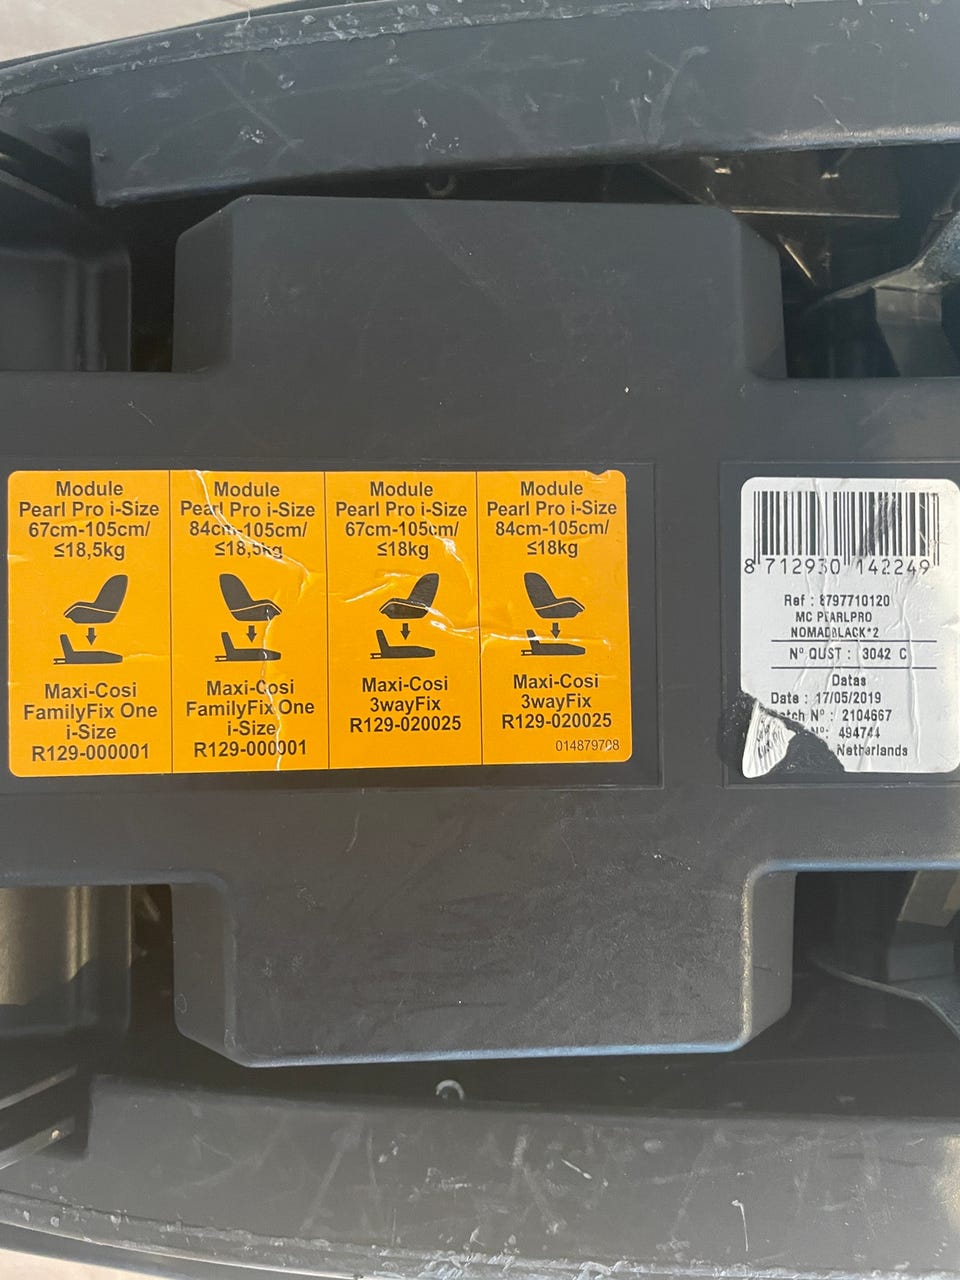 Module
Pearl Pro i-Size
67cm-105cm/
≤18,5kg
Maxi-Cosi
FamilyFix One
i-Size
R129-000001
Module
Pearl Pro i-Size
84cm-105cm/
≤18,5kg
Maxi-Cosi
FamilyFix One
i-Size
R129-000001
Module
Pearl Pro i-Size
67cm-105cm/
≤18kg
Maxi-Cosi
3wayFix
R129-020025
Module
Pearl Pro i-Size
84cm-105cm/
≤18kg
Maxi-Cosi
3wayFix
R129-020025
014879708
8 712930 142249
Ref : 8797710120
MC PEARLPRO
NOMADBLACK*2
Nº QUST : 3042 C
Datas
Date : 17/05/2019
Nº : 2104667
Nº: 494744
Netherlands